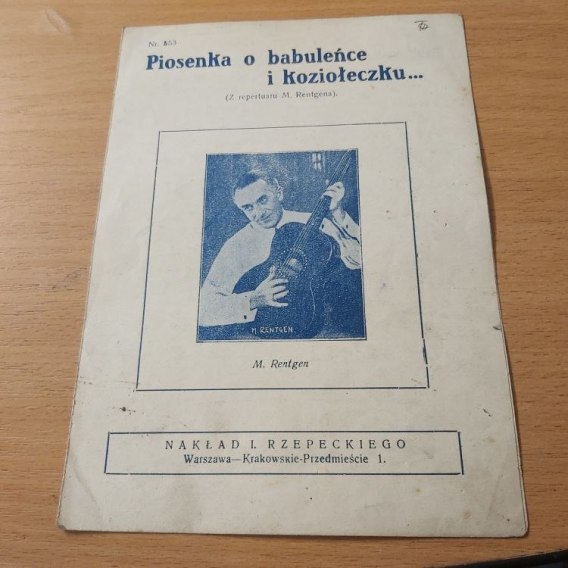 Nr. 553
Piosenka o babuleńce
i koziołeczku...
(Z repertuaru M. Rentgena).
M. RENTGEN
M. Rentgen
NAKŁAD I. RZEPECKIEGO
Warszawa—Krakowskie-Przedmieście 1.